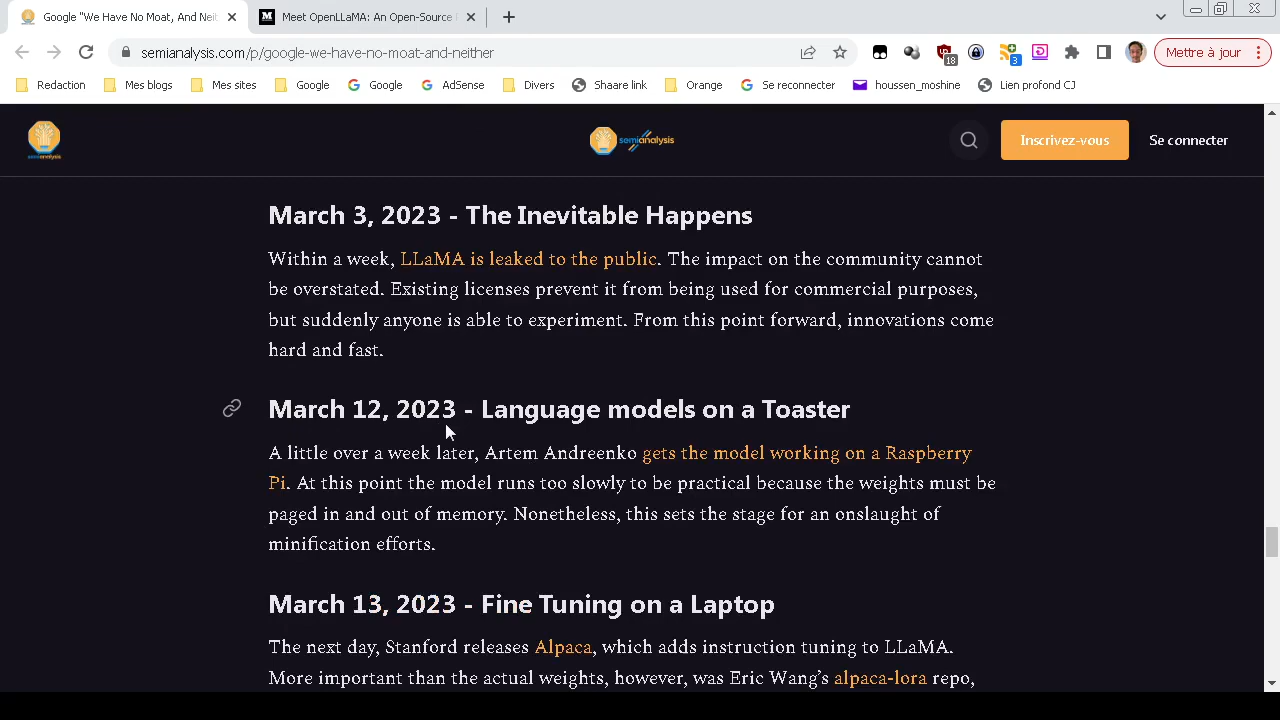 Google "We Have No Moat, And Neit
Meet OpenLLaMA: An Open-Source
semianalysis.com/p/google-we-have-no-moat-and-neither
18
3
Mettre à jour
Redaction
Mes blogs
Mes sites
Google
Google
AdSense
Divers
Shaare link
Orange
Se reconnecter
houssen_moshine
Lien profond CJ
semianalysis
semianalysis
Inscrivez-vous
Se connecter
March 3, 2023 - The Inevitable Happens
Within a week, LLaMA is leaked to the public. The impact on the community cannot
be overstated. Existing licenses prevent it from being used for commercial purposes,
but suddenly anyone is able to experiment. From this point forward, innovations come
hard and fast.
March 12, 2023 - Language models on a Toaster
A little over a week later, Artem Andreenko gets the model working on a Raspberry
Pi. At this point the model runs too slowly to be practical because the weights must be
paged in and out of memory. Nonetheless, this sets the stage for an onslaught of
minification efforts.
March 13, 2023 - Fine Tuning on a Laptop
The next day, Stanford releases Alpaca, which adds instruction tuning to LLaMA.
More important than the actual weights, however, was Eric Wang’s alpaca-lora repo,